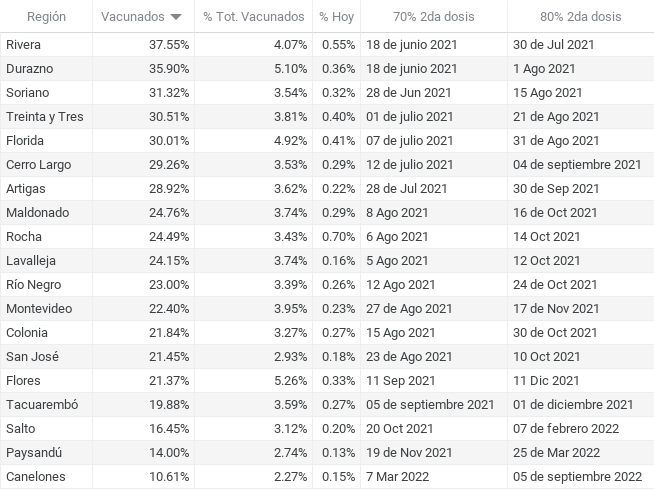 Región Vacunados % Tot. Vacunados % Hoy 70% 2da dosis 80% 2da dosis
Rivera 37.55% 4.07% 0.55% 18 de junio 2021 30 de Jul 2021
Durazno 35.90% 5.10% 0.36% 18 de junio 2021 1 Ago 2021
Soriano 31.32% 3.54% 0.32% 28 de Jun 2021 15 Ago 2021
Treinta y Tres 30.51% 3.81% 0.40% 01 de julio 2021 21 de Ago 2021
Florida 30.01% 4.92% 0.41% 07 de julio 2021 31 de Ago 2021
Cerro Largo 29.26% 3.53% 0.29% 12 de julio 2021 04 de septiembre 2021
Artigas 28.92% 3.62% 0.22% 28 de Jul 2021 30 de Sep 2021
Maldonado 24.76% 3.74% 0.29% 8 Ago 2021 16 de Oct 2021
Rocha 24.49% 3.43% 0.70% 6 Ago 2021 14 Oct 2021
Lavalleja 24.15% 3.74% 0.16% 5 Ago 2021 12 Oct 2021
Río Negro 23.00% 3.39% 0.26% 12 Ago 2021 24 de Oct 2021
Montevideo 22.40% 3.95% 0.23% 27 de Ago 2021 17 de Nov 2021
Colonia 21.84% 3.27% 0.27% 15 Ago 2021 30 de Oct 2021
San José 21.45% 2.93% 0.18% 23 de Ago 2021 10 Oct 2021
Flores 21.37% 5.26% 0.33% 11 Sep 2021 11 Dic 2021
Tacuarembó 19.88% 3.59% 0.27% 05 de septiembre 2021 01 de diciembre 2021
Salto 16.45% 3.12% 0.20% 20 Oct 2021 07 de febrero 2022
Paysandú 14.00% 2.74% 0.13% 19 de Nov 2021 25 de Mar 2022
Canelones 10.61% 2.27% 0.15% 7 Mar 2022 05 de septiembre 2022